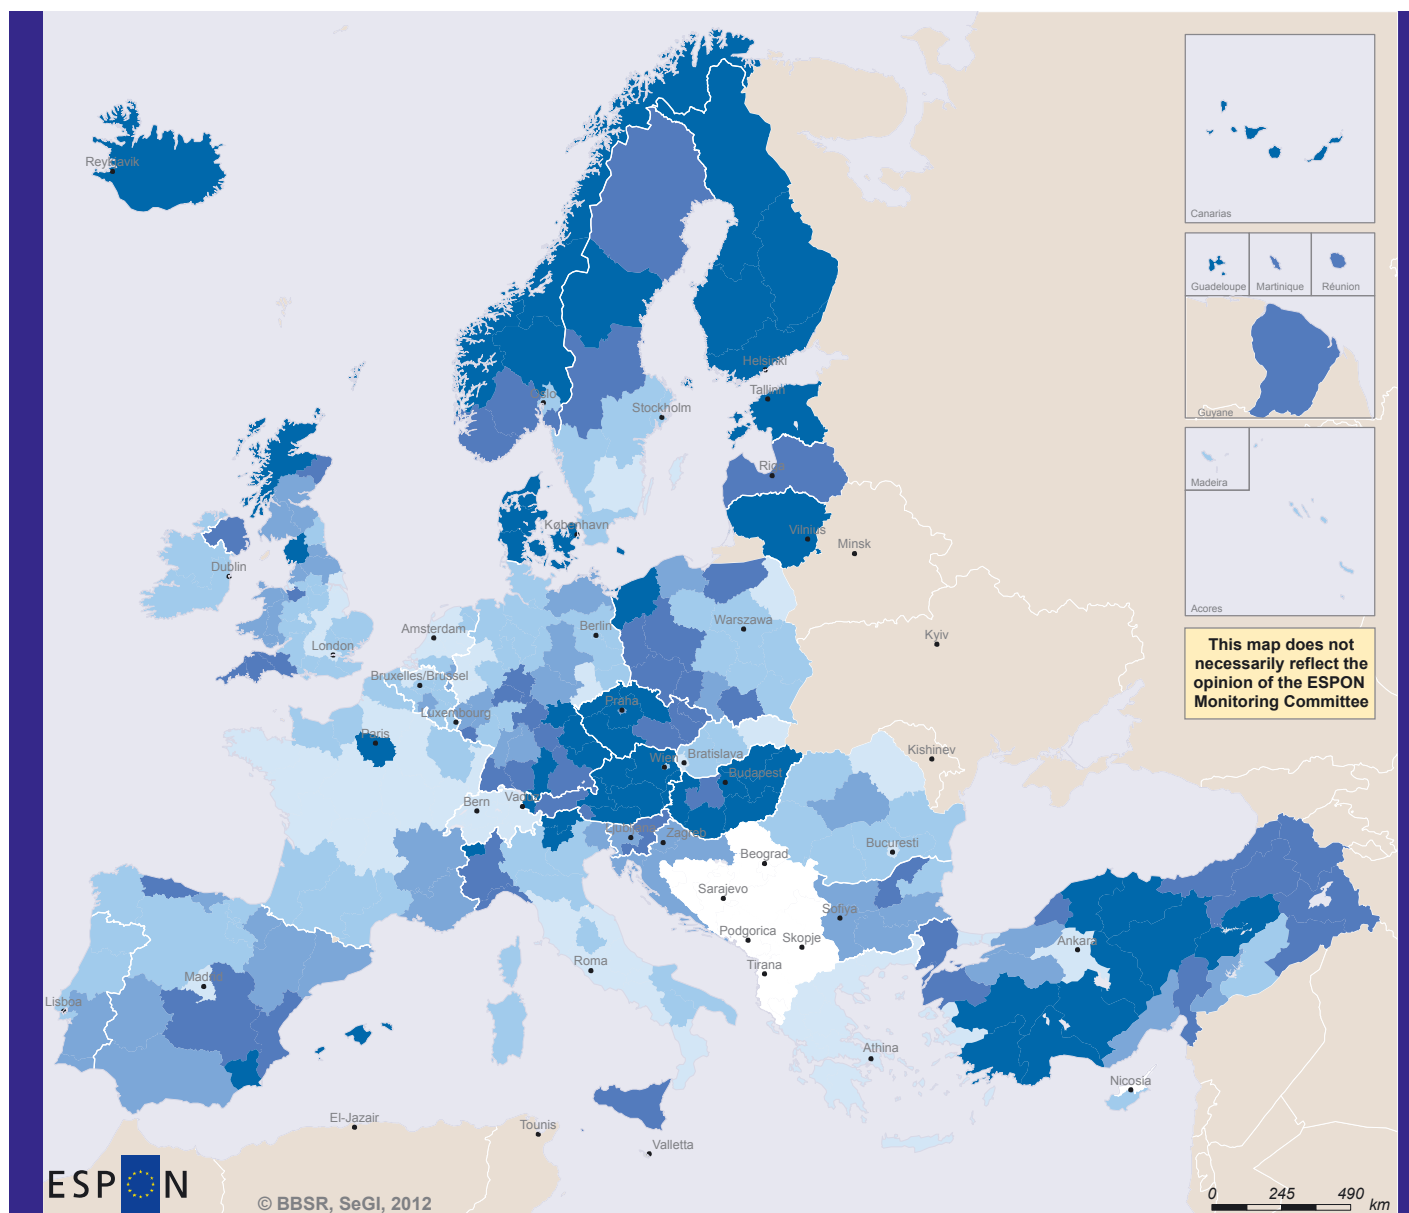 Reykjavik
Canarias
Guadeloupe
Martinique
Réunion
Guyane
Helsinki
Tallinn
Oslo
Stockholm
Riga
Madeira
København
Vilnius
Minsk
Dublin
Acores
Amsterdam
Berlin
Warszawa
Kyiv
London
This map does not
necessarily reflect the
opinion of the ESPON
Monitoring Committee
Bruxelles/Brussel
Luxembourg
Praha
Paris
Kishinev
Wien
Bratislava
Budapest
Bern
Vaduz
Ljubljana
Zagreb
Bucuresti
Beograd
Sarajevo
Sofiya
Podgorica
Skopje
Ankara
Roma
Tirana
Madrid
Lisboa
Athina
Nicosia
El-Jazair
Tounis
Valletta
ESPON
© BBSR, SeGI, 2012
0 245 490
km